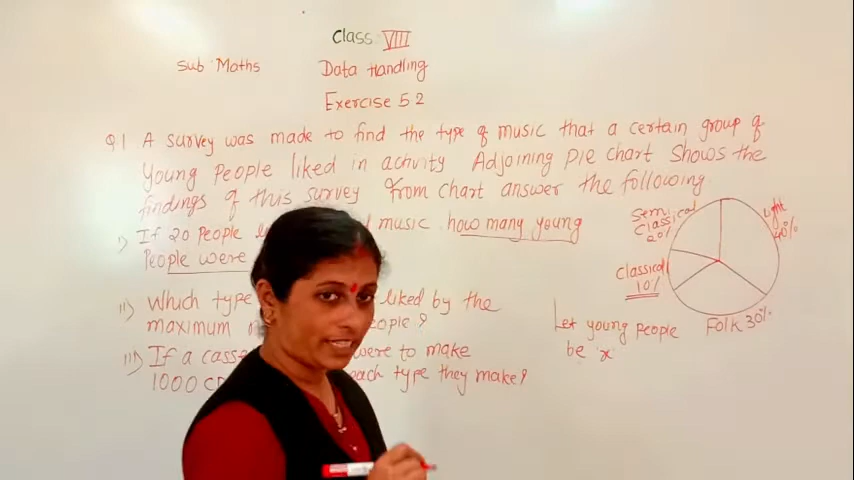 Class VIII
Sub Maths
Data Handling
Exercise 5 2
Q.1 A survey was made to find the type of music that a certain group of
Young People liked in activity Adjoining Pie chart Shows the
findings of this survey From chart answer the following.
i) If 20 People music how many young
People were
ii) Which type liked by the
maximum ?
iii) If a were to make
1000 type they make?
Semi
Classical
20%
Light
40%
Classical
10%
Folk 30%
Let young People
be x